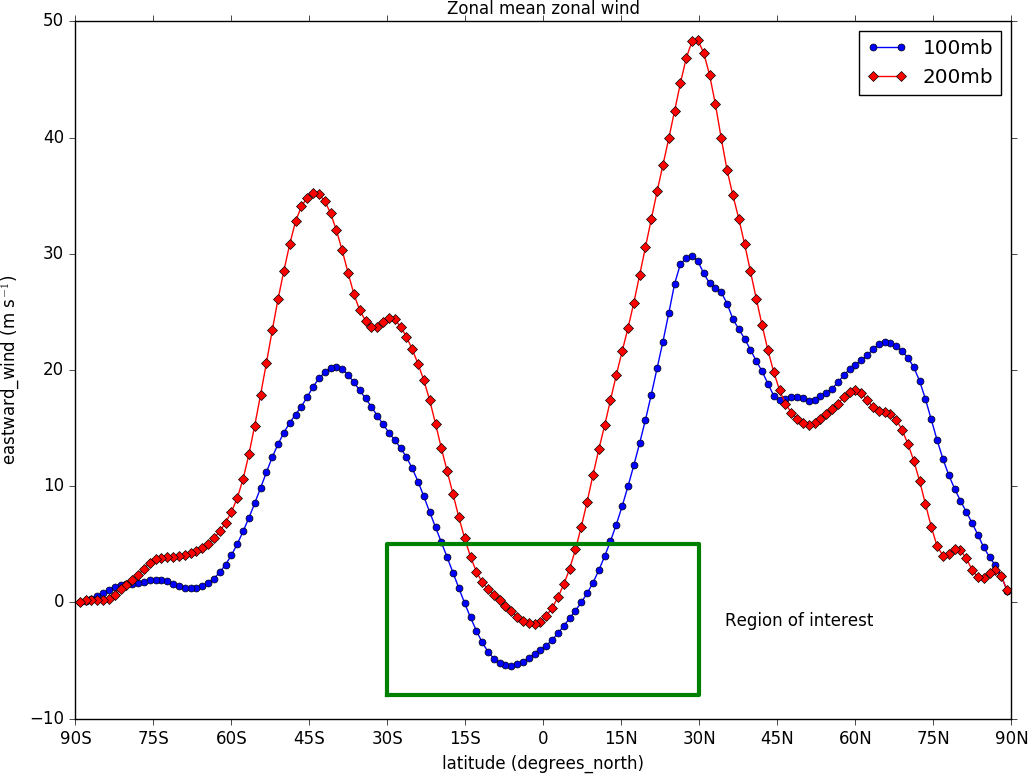 Zonal mean zonal wind
50
40
30
20
10
0
−10
eastward_wind (m s⁻¹)
100mb
200mb
Region of interest
90S 75S 60S 45S 30S 15S 0 15N 30N 45N 60N 75N 90N
latitude (degrees_north)